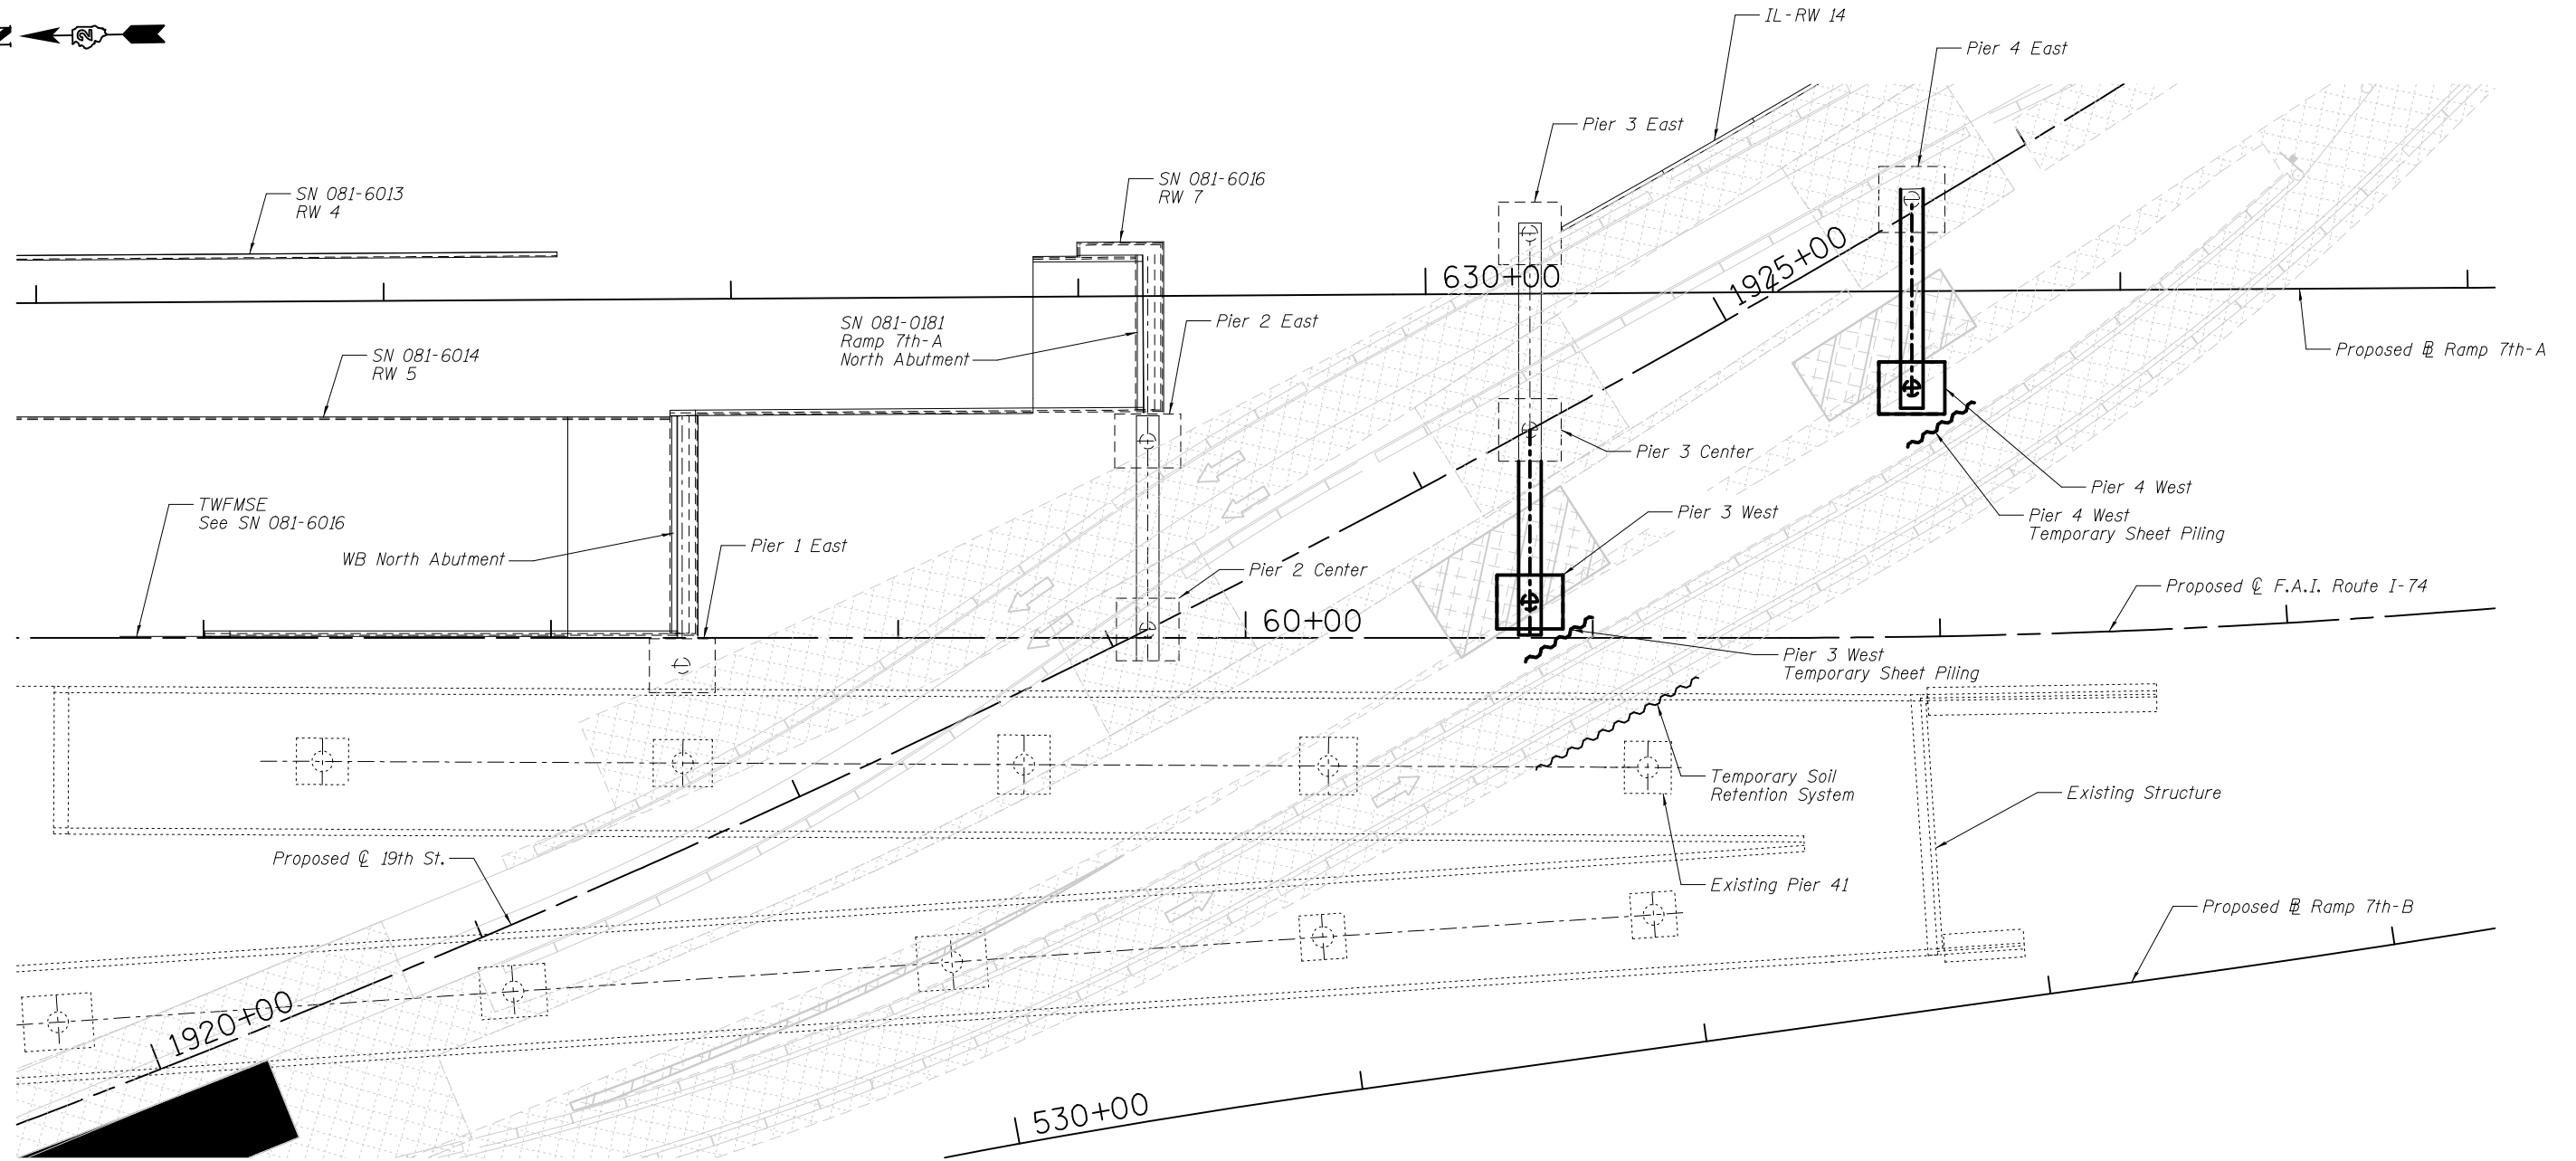 N
IL-RW 14
Pier 4 East
Pier 3 East
SN 081-6013
RW 4
SN 081-6016
RW 7
630+00
1925+00
SN 081-0181
Ramp 7th-A
North Abutment
Pier 2 East
Proposed ⅊ Ramp 7th-A
SN 081-6014
RW 5
Pier 3 Center
Pier 4 West
TWFMSE
See SN 081-6016
Pier 3 West
Pier 4 West
Temporary Sheet Piling
WB North Abutment
Pier 1 East
Pier 2 Center
Proposed ℄ F.A.I. Route I-74
60+00
Pier 3 West
Temporary Sheet Piling
Temporary Soil
Retention System
Existing Structure
Proposed ℄ 19th St.
Existing Pier 41
Proposed ⅊ Ramp 7th-B
1920+00
530+00